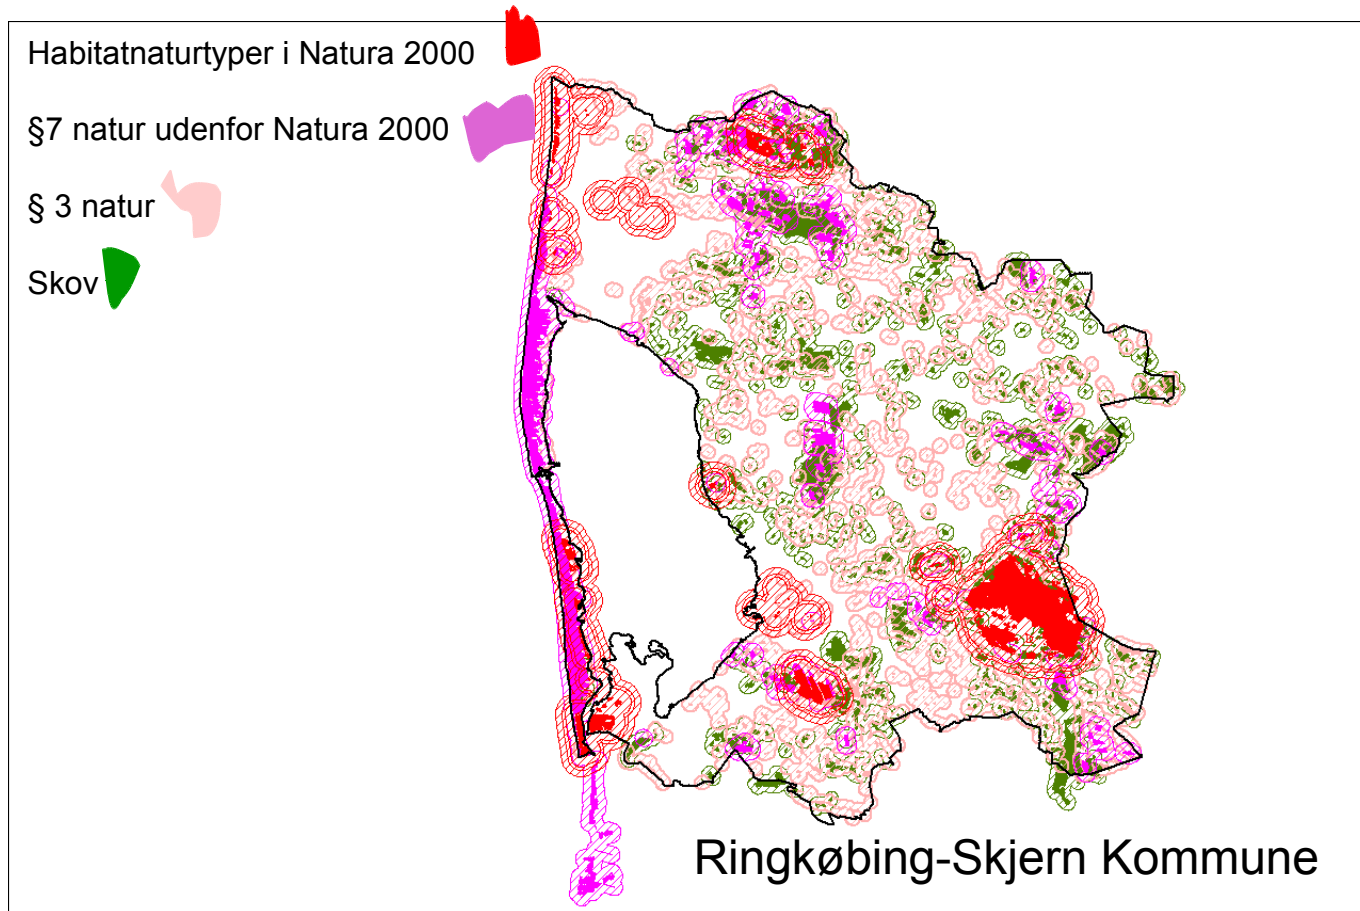 Habitatnaturtyper i Natura 2000
§7 natur udenfor Natura 2000
§ 3 natur
Skov
Ringkøbing-Skjern Kommune